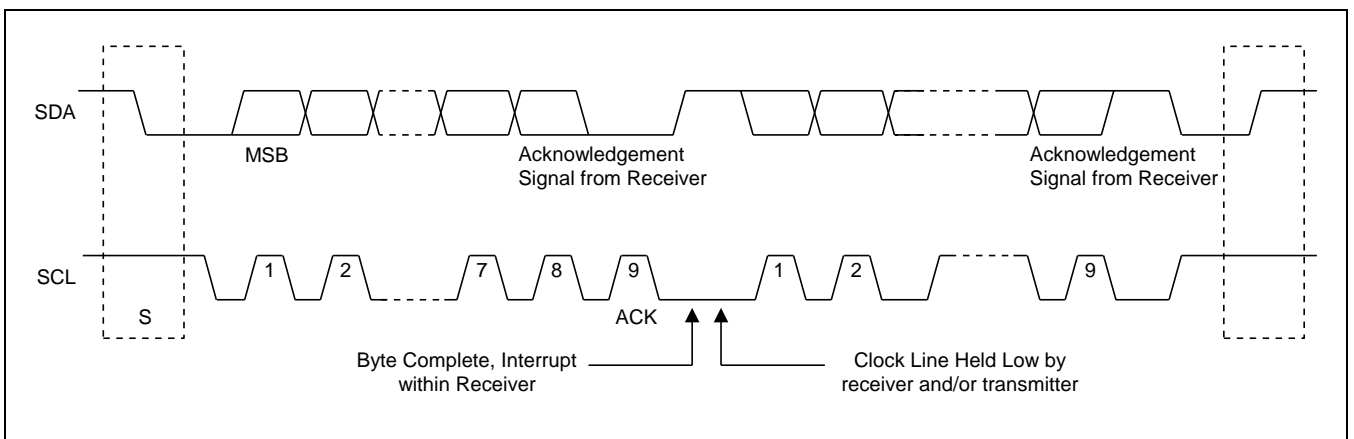 SDA
MSB
Acknowledgement
Signal from Receiver
Acknowledgement
Signal from Receiver
SCL
1
2
7
8
9
1
2
9
S
ACK
Byte Complete, Interrupt
within Receiver
Clock Line Held Low by
receiver and/or transmitter